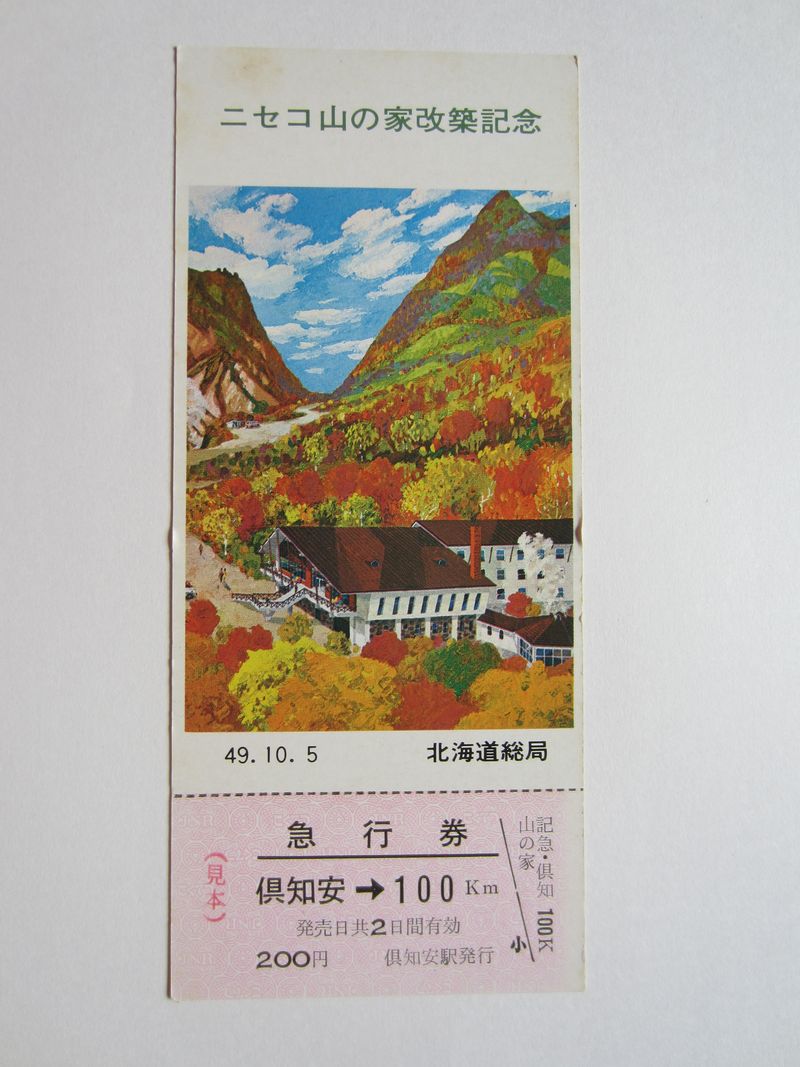 ニセコ山の家改築記念
49.10.5
北海道総局
急行券
倶知安→100Km
発売日共2日間有効
200円
倶知安駅発行
(見本)
記急・倶知
山の家
100K
小